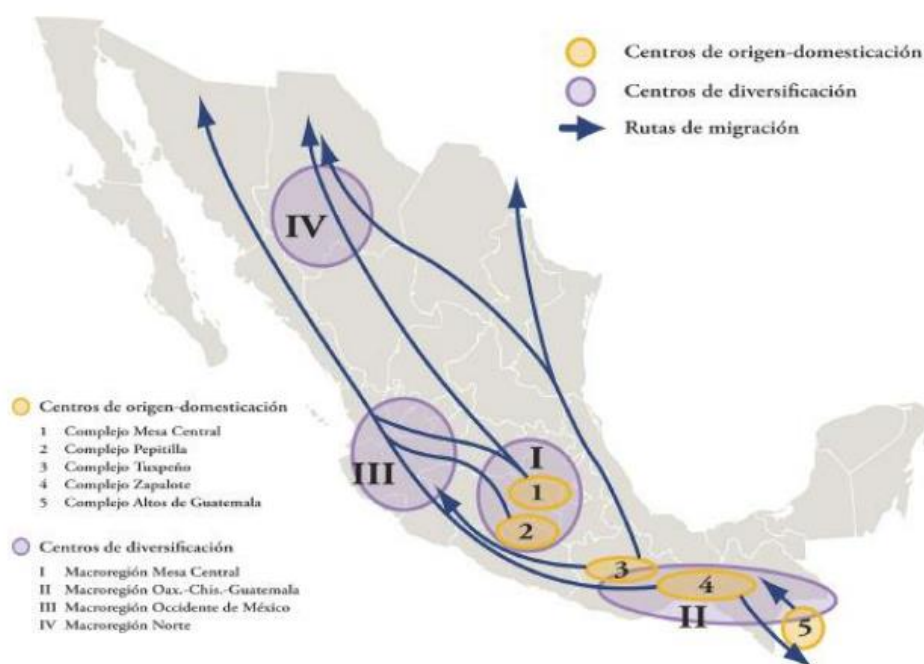 Centros de origen-domesticación
Centros de diversificación
Rutas de migración
IV
III
I
1
2
3
4
II
5
Centros de origen-domesticación
1 Complejo Mesa Central
2 Complejo Pepitilla
3 Complejo Tuxpeño
4 Complejo Zapalote
5 Complejo Altos de Guatemala
Centros de diversificación
I Macroregión Mesa Central
II Macroregión Oax.-Chis.-Guatemala
III Macroregión Occidente de México
IV Macroregión Norte